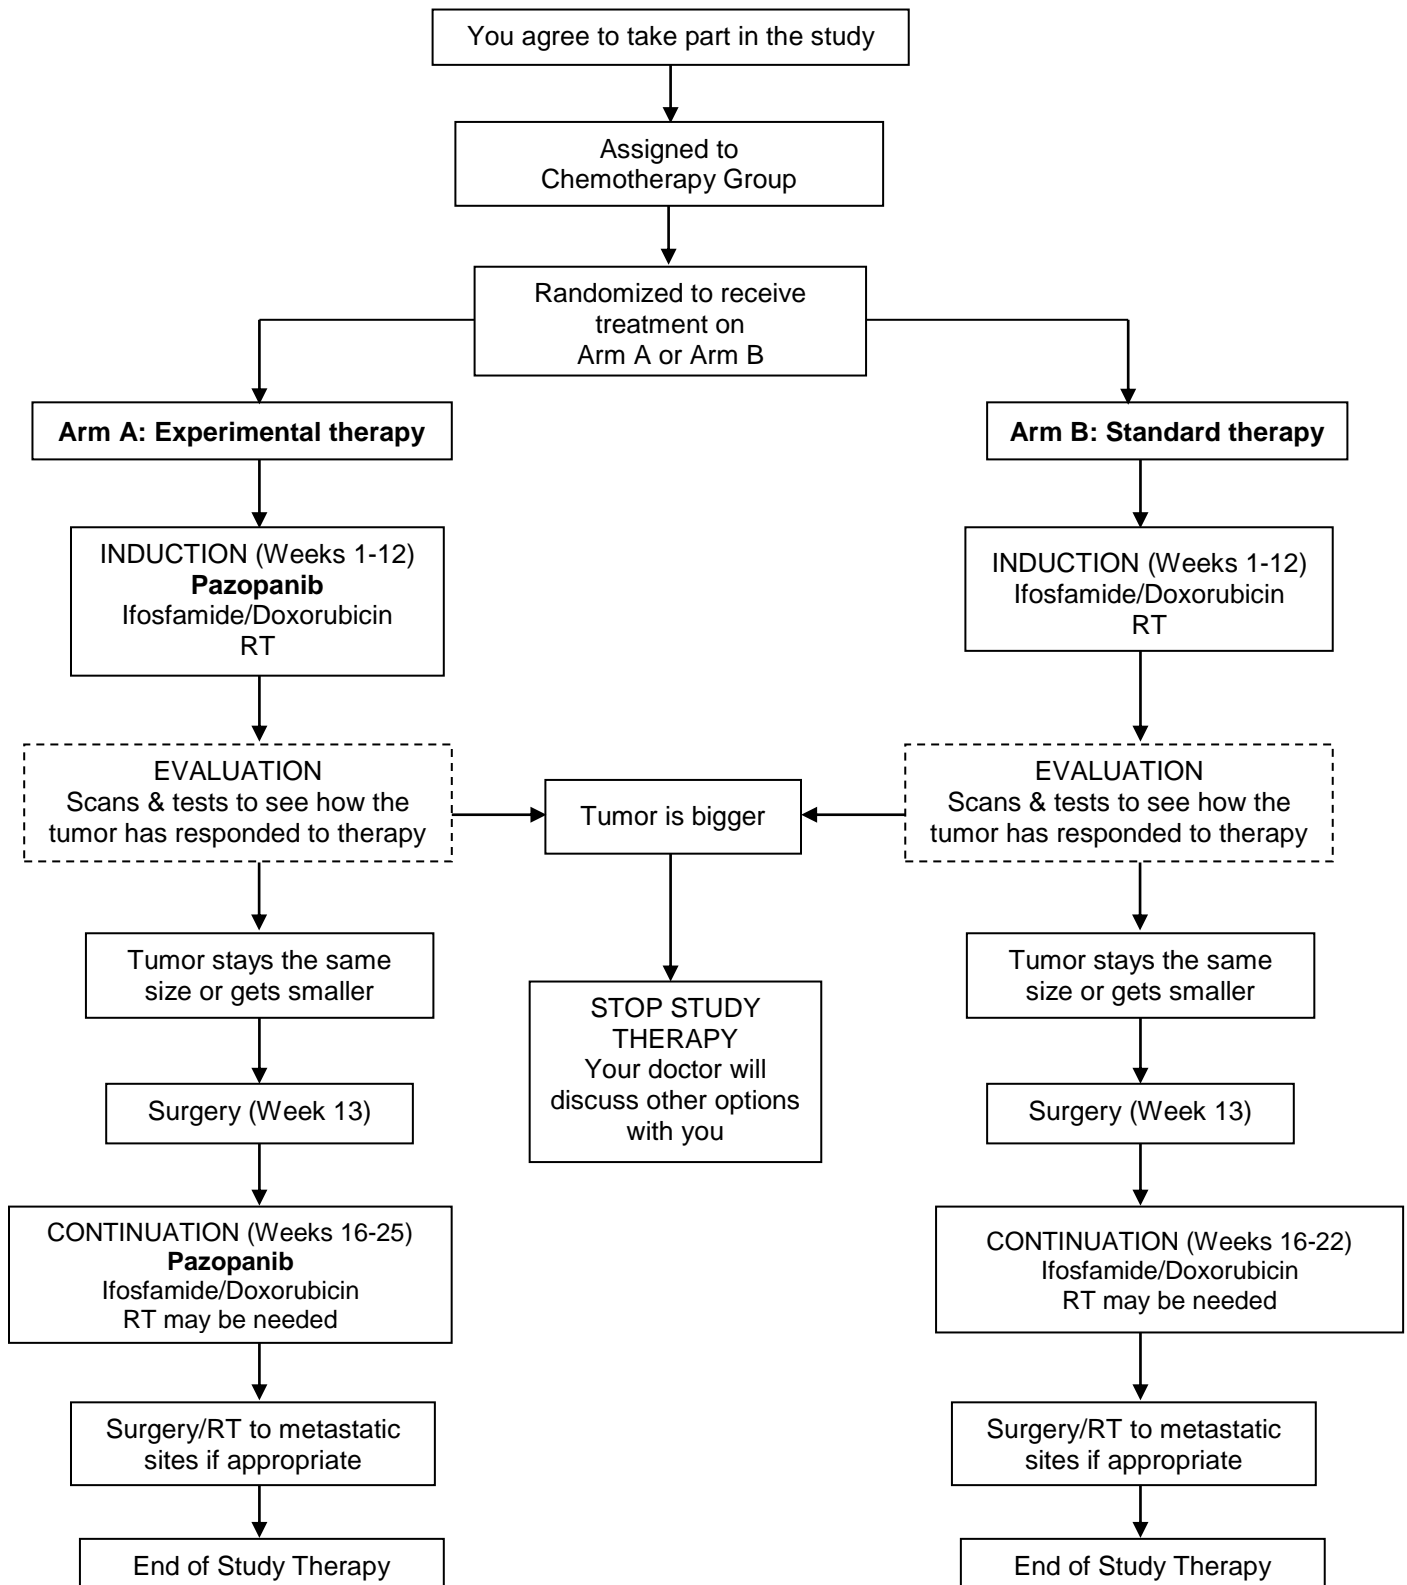 You agree to take part in the study
Assigned to
Chemotherapy Group
Randomized to receive
treatment on
Arm A or Arm B
Arm A: Experimental therapy
INDUCTION (Weeks 1-12)
Pazopanib
Ifosfamide/Doxorubicin
RT
EVALUATION
Scans & tests to see how the
tumor has responded to therapy
Tumor stays the same
size or gets smaller
Surgery (Week 13)
CONTINUATION (Weeks 16-25)
Pazopanib
Ifosfamide/Doxorubicin
RT may be needed
Surgery/RT to metastatic
sites if appropriate
End of Study Therapy
Tumor is bigger
STOP STUDY
THERAPY
Your doctor will
discuss other options
with you
Arm B: Standard therapy
INDUCTION (Weeks 1-12)
Ifosfamide/Doxorubicin
RT
EVALUATION
Scans & tests to see how the
tumor has responded to therapy
Tumor stays the same
size or gets smaller
Surgery (Week 13)
CONTINUATION (Weeks 16-22)
Ifosfamide/Doxorubicin
RT may be needed
Surgery/RT to metastatic
sites if appropriate
End of Study Therapy